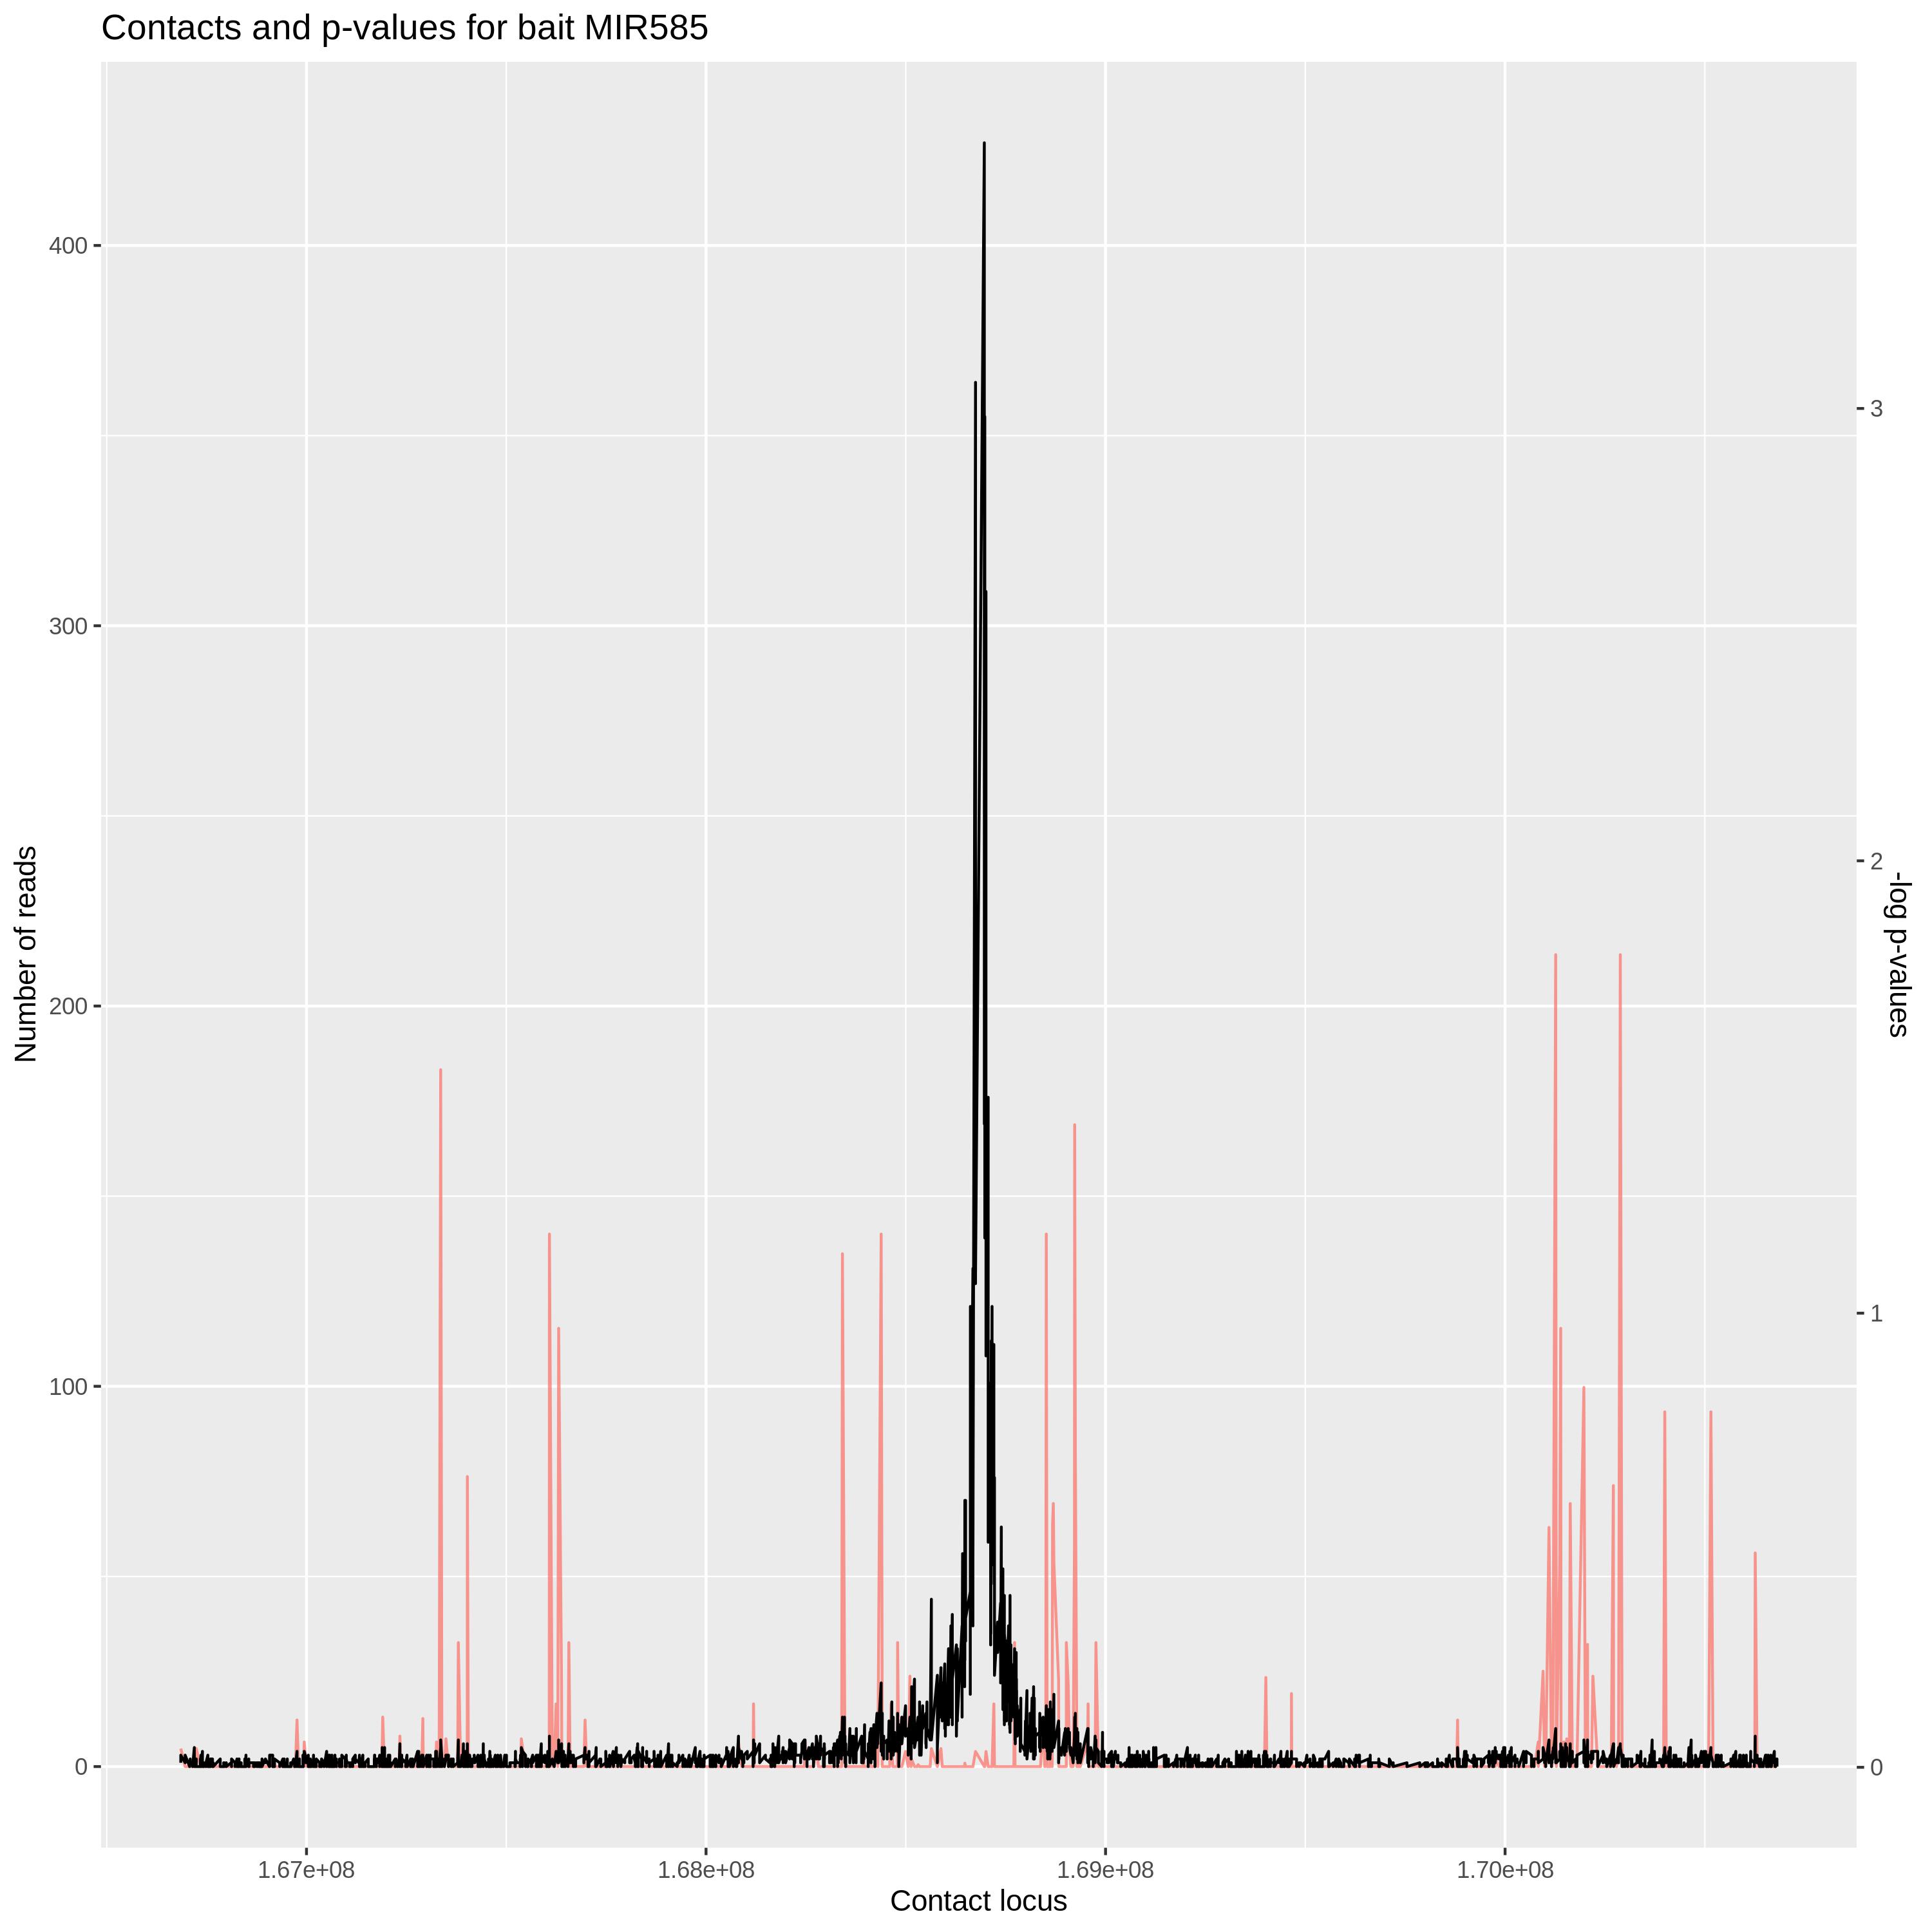 Contacts and p-values for bait MIR585
400
300
200
100
0
Number of reads
3
2
1
0
-log p-values
1.67e+08
1.68e+08
1.69e+08
1.70e+08
Contact locus